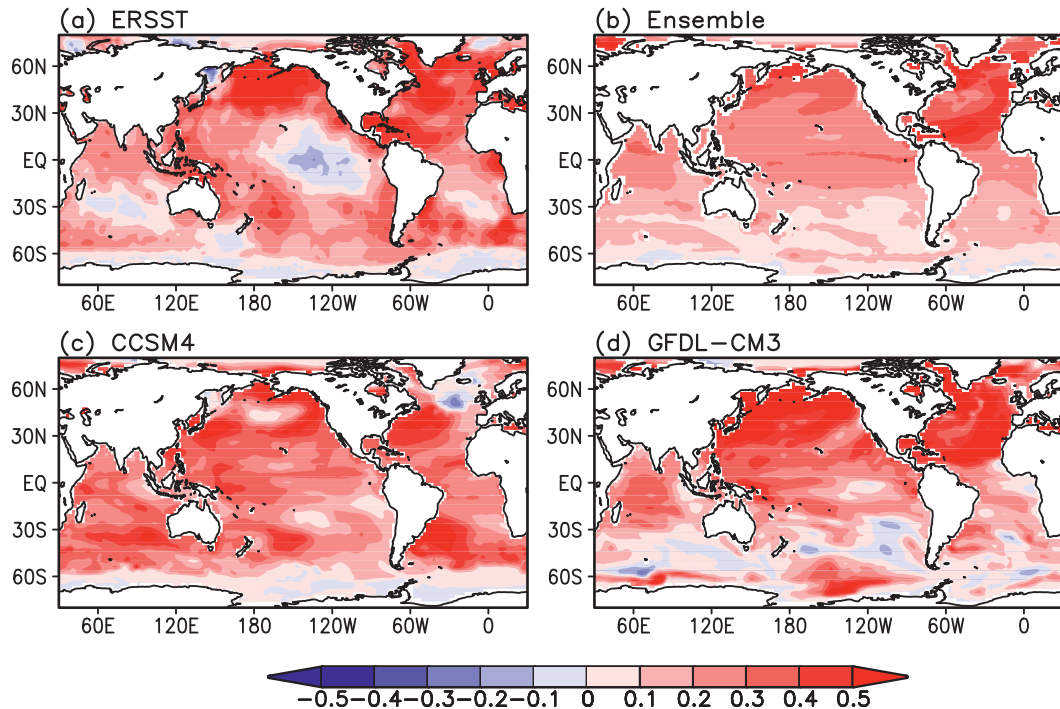 (a) ERSST
(b) Ensemble
60N
30N
EQ
30S
60S
60E 120E 180 120W 60W 0
60N
30N
EQ
30S
60S
60E 120E 180 120W 60W 0
(c) CCSM4
(d) GFDL-CM3
60N
30N
EQ
30S
60S
60E 120E 180 120W 60W 0
60N
30N
EQ
30S
60S
60E 120E 180 120W 60W 0
-0.5 -0.4 -0.3 -0.2 -0.1 0 0.1 0.2 0.3 0.4 0.5